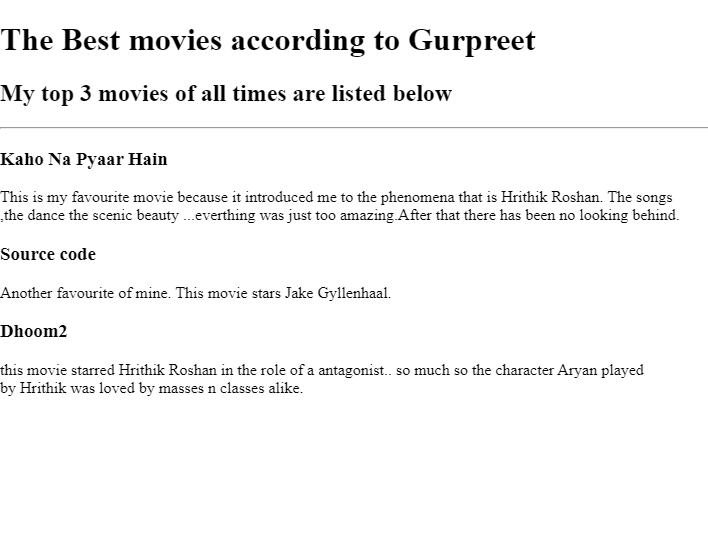 The Best movies according to Gurpreet
My top 3 movies of all times are listed below
Kaho Na Pyaar Hain
This is my favourite movie because it introduced me to the phenomena that is Hrithik Roshan. The songs
,the dance the scenic beauty ...everthing was just too amazing.After that there has been no looking behind.
Source code
Another favourite of mine. This movie stars Jake Gyllenhaal.
Dhoom2
this movie starred Hrithik Roshan in the role of a antagonist.. so much so the character Aryan played
by Hrithik was loved by masses n classes alike.